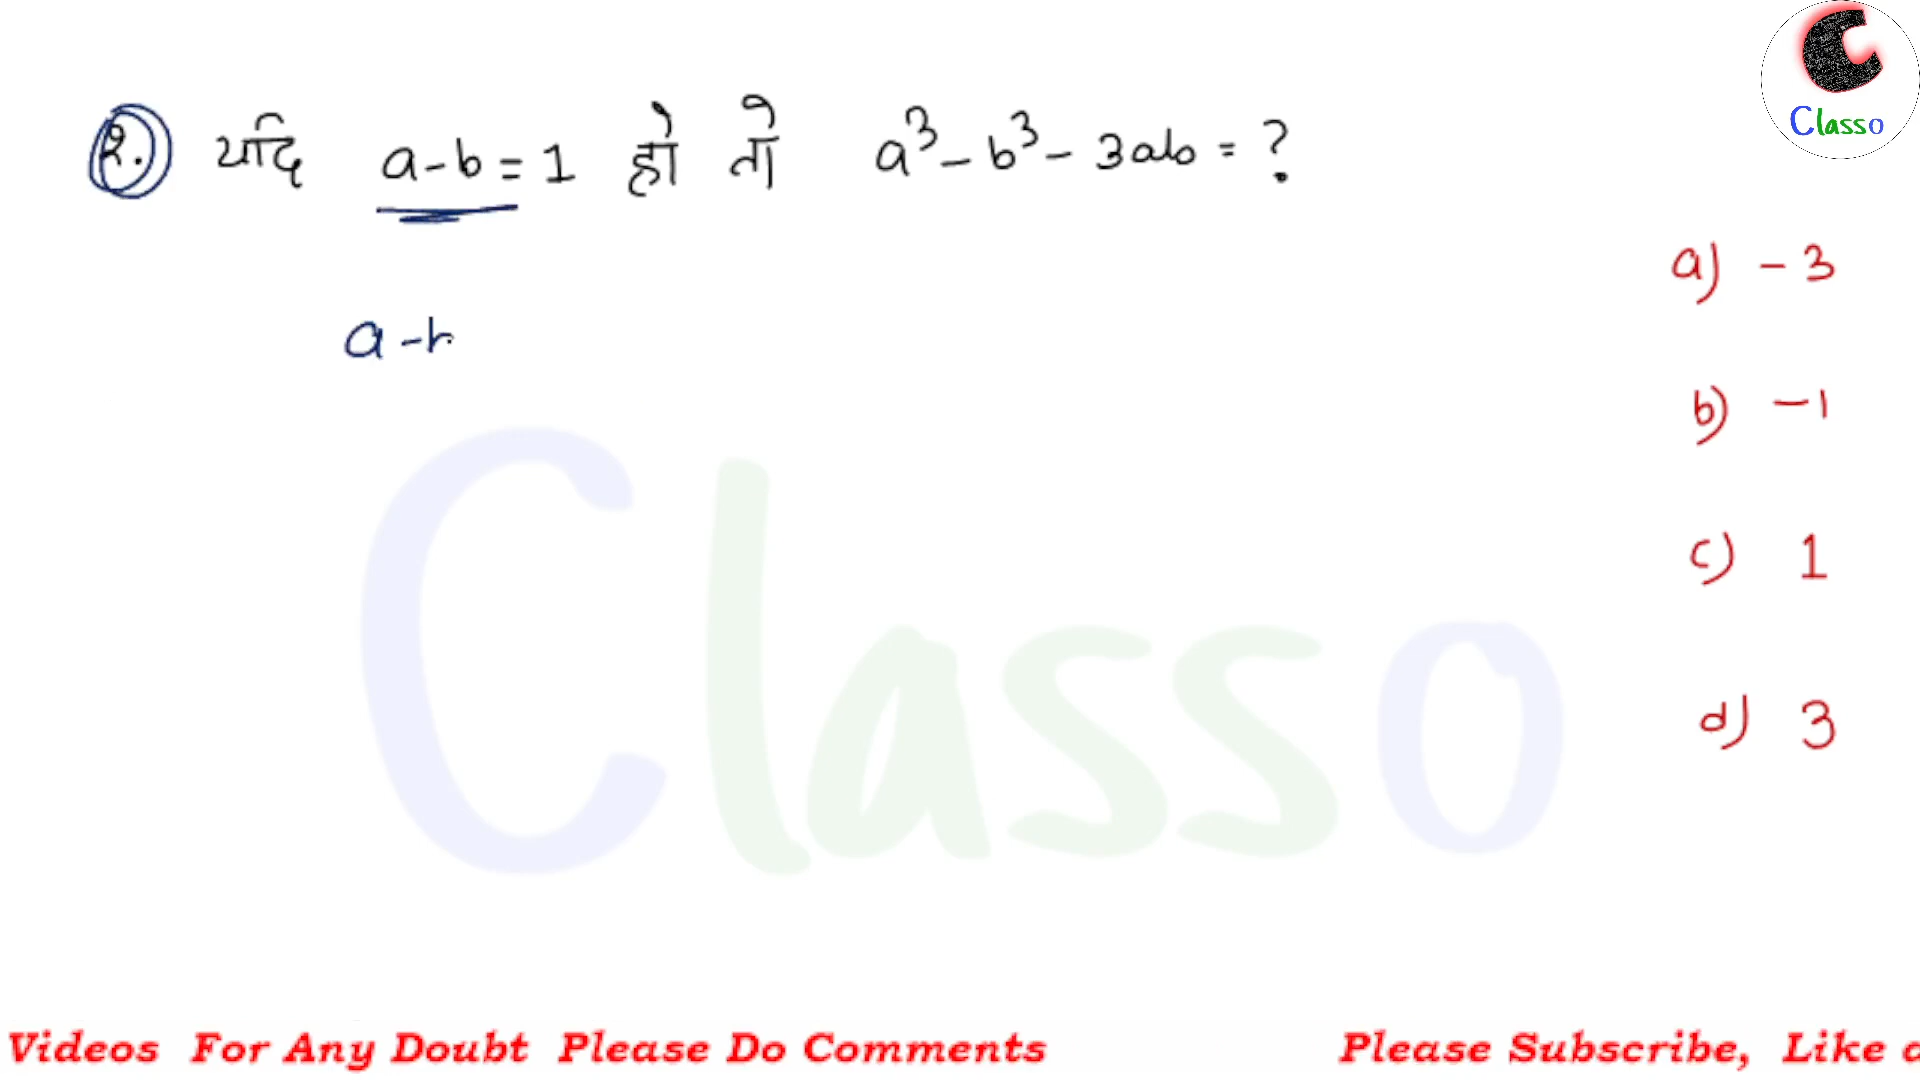 Classo
2. यदि a-b=1 हो तो a³-b³-3ab=?
a) -3
a-b
b) -1
c) 1
d) 3
Classo
Videos For Any Doubt Please Do Comments Please Subscribe, Like